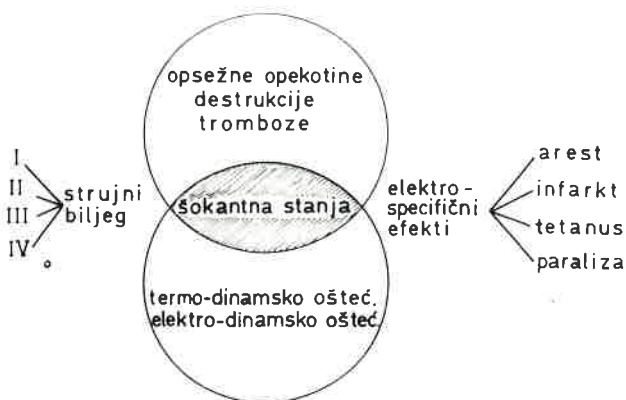 opsežne opekotine
destrukcije
tromboze
I
II
III
IV
strujni
biljeg
šokantna stanja
elektro-
specifični
efekti
arest
infarkt
tetanus
paraliza
termo-dinamsko ošteć.
elektro-dinamsko ošteć.